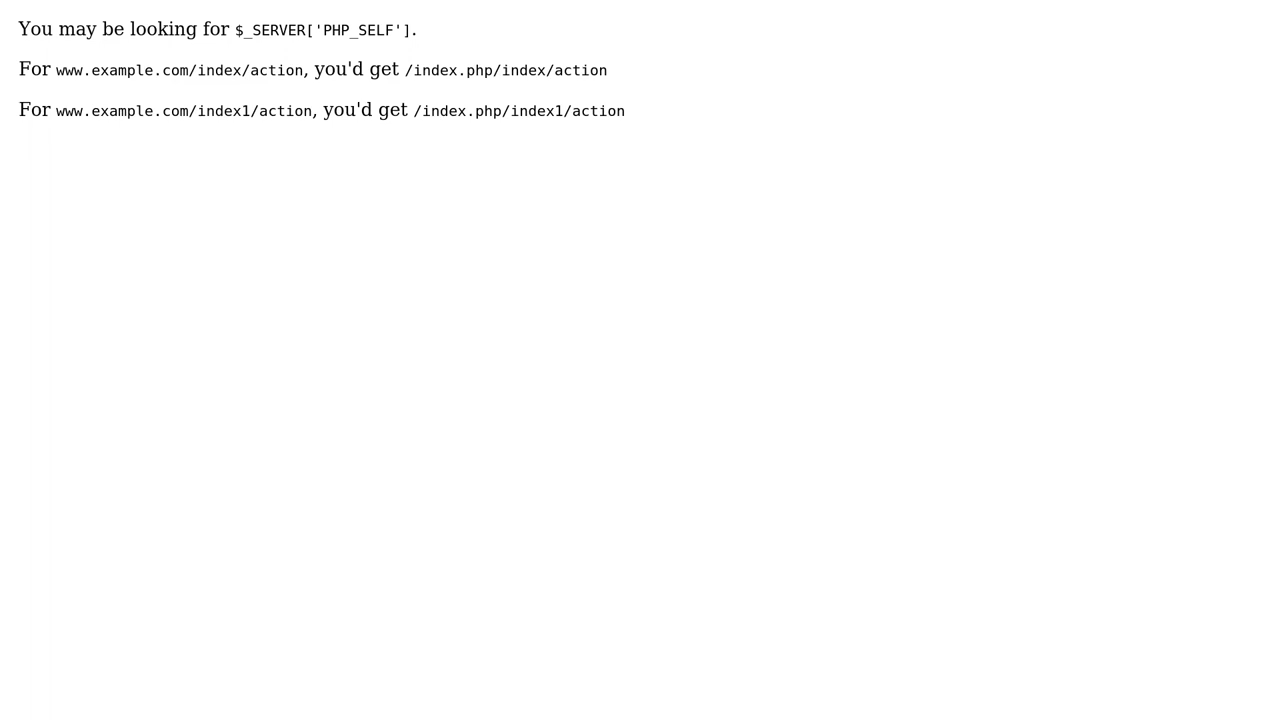 You may be looking for $_SERVER['PHP_SELF'].
For www.example.com/index/action, you'd get /index.php/index/action
For www.example.com/index1/action, you'd get /index.php/index1/action